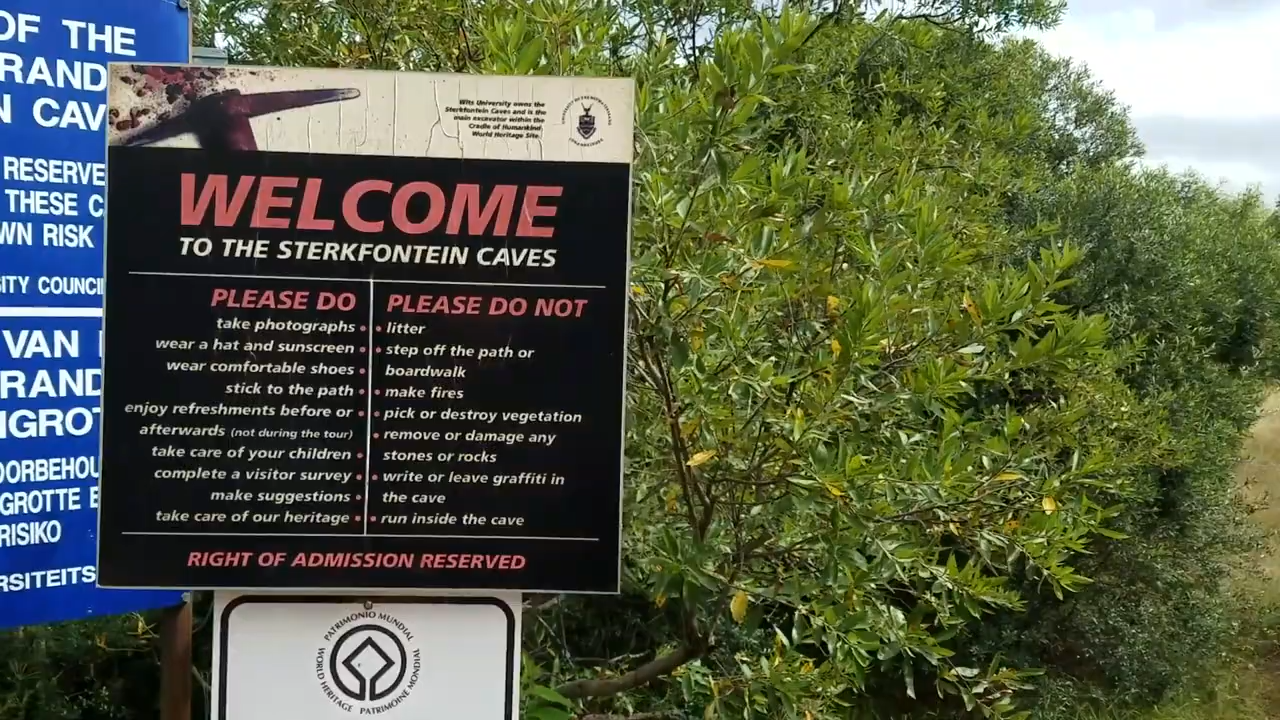 OF THE
RAND
N CAV
RESERVE
THESE C
WN RISK
SITY COUNCI
VAN
RAND
NGROT
OORBEHOU
GROTTE E
RISIKO
RSITEITS
Wits University owns the
Sterkfontein Caves and is the
main excavator within the
Cradle of Humankind
World Heritage Site.
WELCOME
TO THE STERKFONTEIN CAVES
PLEASE DO
take photographs •
wear a hat and sunscreen •
wear comfortable shoes •
stick to the path •
enjoy refreshments before or •
afterwards (not during the tour)
take care of your children •
complete a visitor survey •
make suggestions •
take care of our heritage •
PLEASE DO NOT
• litter
• step off the path or
boardwalk
• make fires
• pick or destroy vegetation
• remove or damage any
stones or rocks
• write or leave graffiti in
the cave
• run inside the cave
RIGHT OF ADMISSION RESERVED
PATRIMONIO MUNDIAL
WORLD HERITAGE
PATRIMOINE MONDIAL